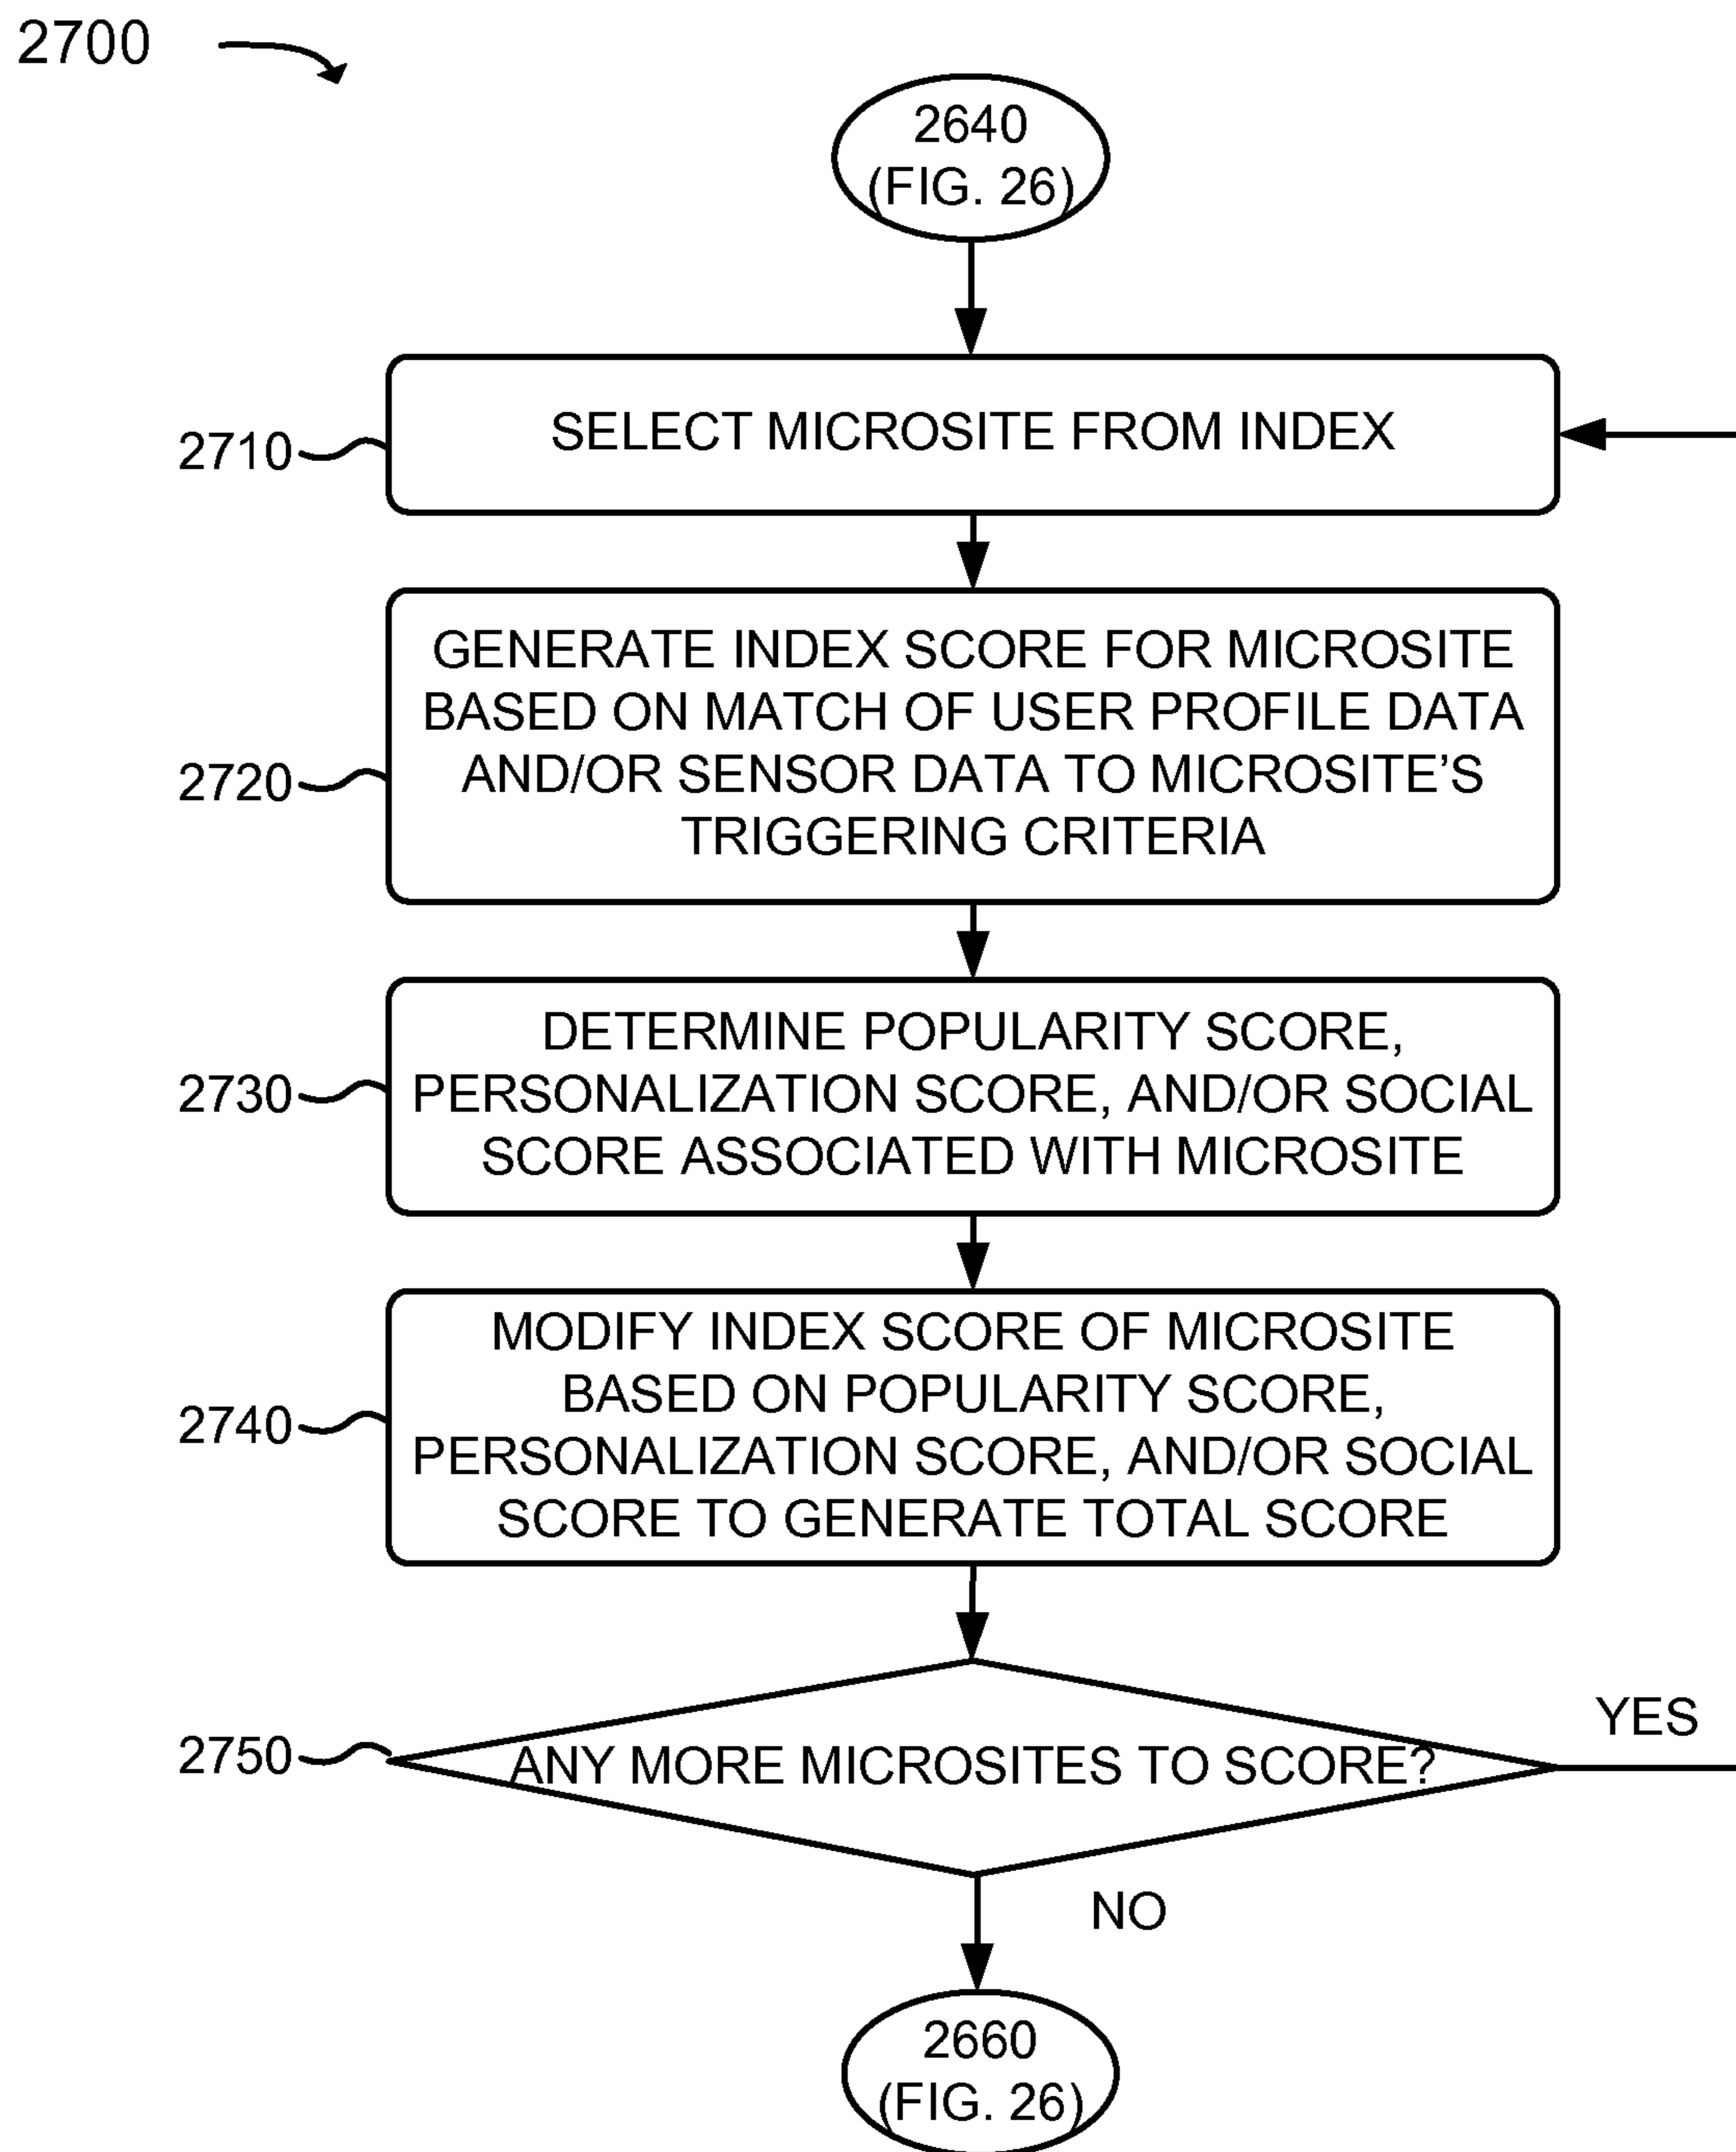 2700
2640
(FIG. 26)
2710
SELECT MICROSITE FROM INDEX
2720
GENERATE INDEX SCORE FOR MICROSITE
BASED ON MATCH OF USER PROFILE DATA
AND/OR SENSOR DATA TO MICROSITE’S
TRIGGERING CRITERIA
2730
DETERMINE POPULARITY SCORE,
PERSONALIZATION SCORE, AND/OR SOCIAL
SCORE ASSOCIATED WITH MICROSITE
2740
MODIFY INDEX SCORE OF MICROSITE
BASED ON POPULARITY SCORE,
PERSONALIZATION SCORE, AND/OR SOCIAL
SCORE TO GENERATE TOTAL SCORE
2750
ANY MORE MICROSITES TO SCORE?
YES
NO
2660
(FIG. 26)